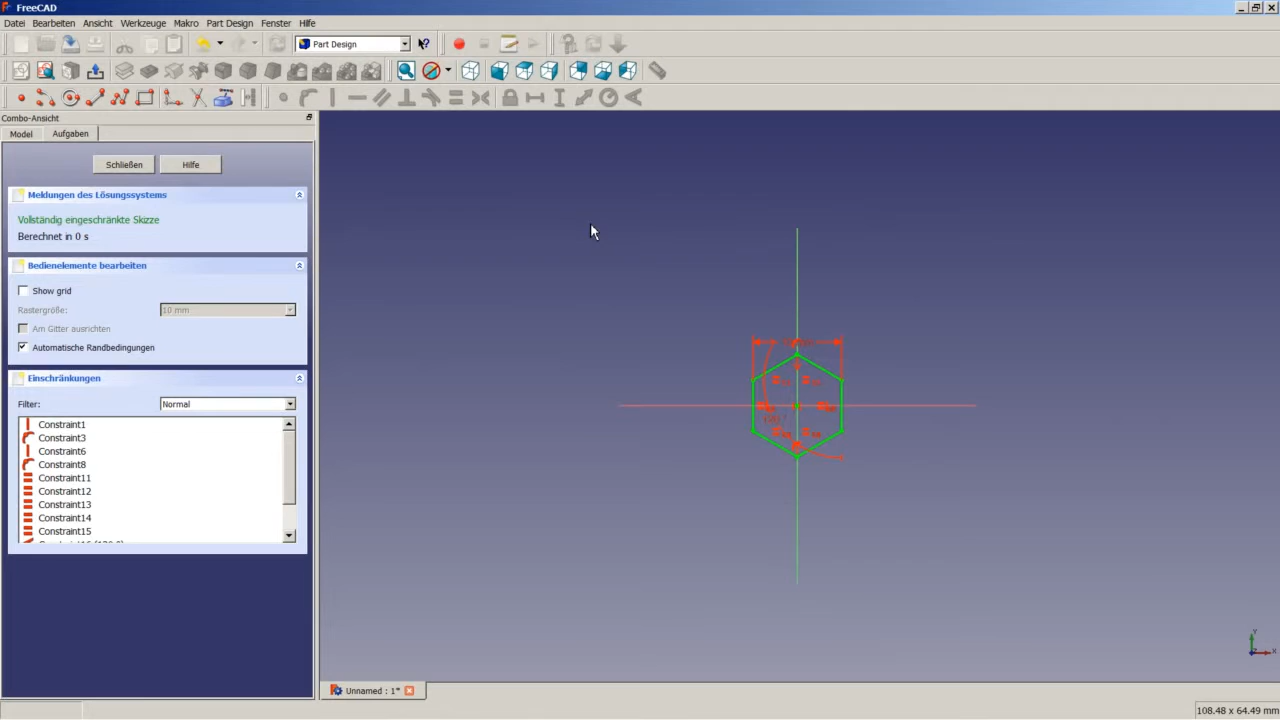 FreeCAD
Datei Bearbeiten Ansicht Werkzeuge Makro Part Design Fenster Hilfe
Part Design
Combo-Ansicht
Model Aufgaben
Schließen Hilfe
Meldungen des Lösungssystems
Vollständig eingeschränkte Skizze
Berechnet in 0 s
Bedienelemente bearbeiten
Show grid
Rastergröße: 10 mm
Am Gitter ausrichten
Automatische Randbedingungen
Einschränkungen
Filter: Normal
Constraint1
Constraint3
Constraint6
Constraint8
Constraint11
Constraint12
Constraint13
Constraint14
Constraint15
Y
X
Unnamed : 1*
108.48 x 64.49 mm